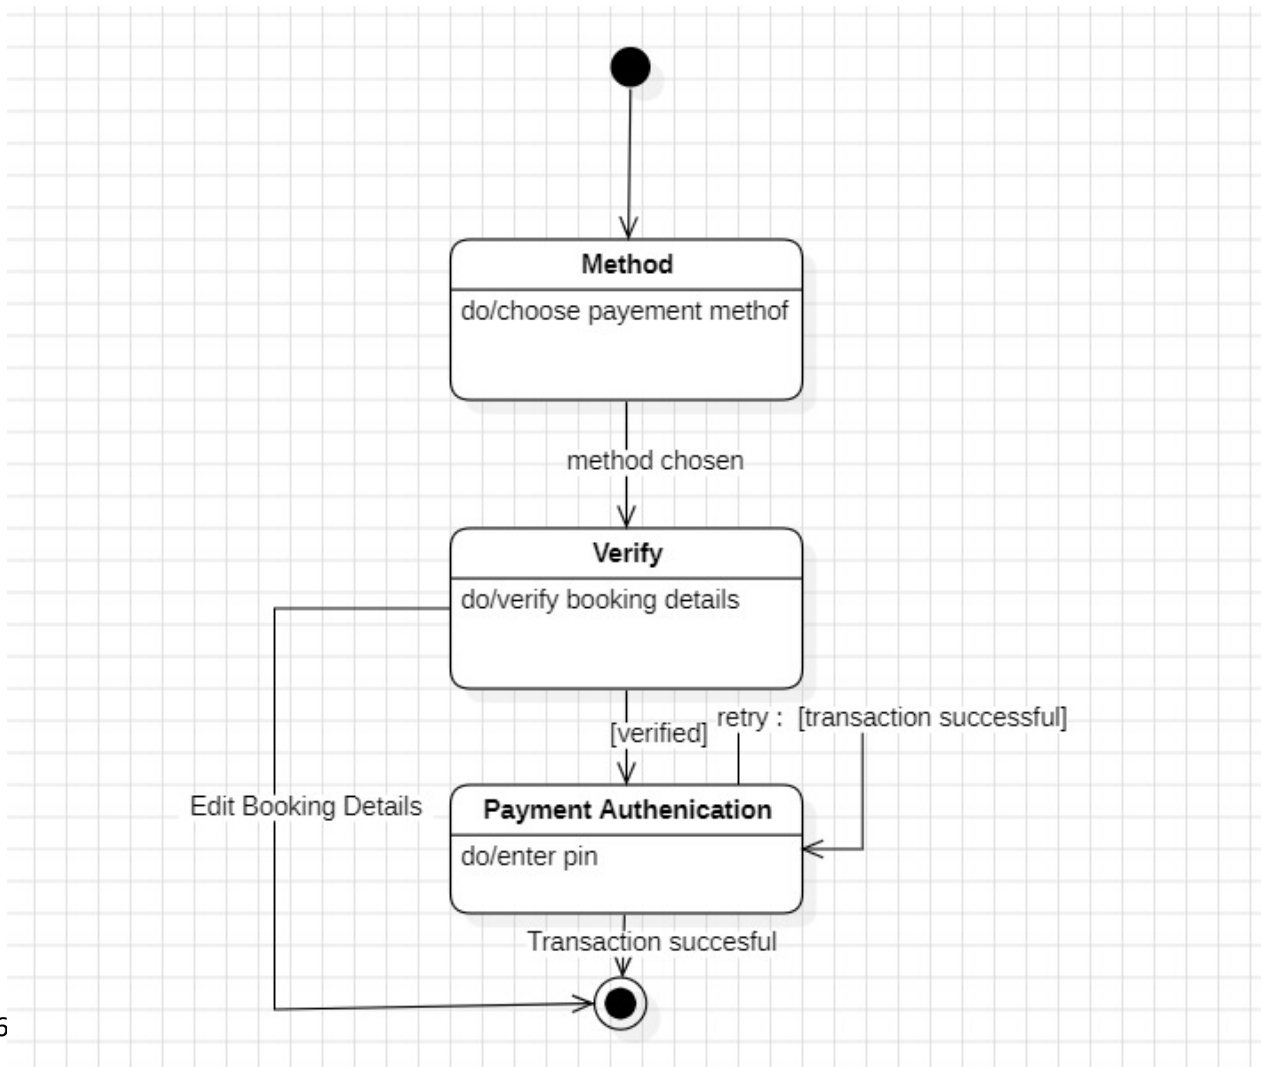 Method
do/choose payement methof
method chosen
Verify
do/verify booking details
[verified]
retry : [transaction successful]
Edit Booking Details
Payment Authenication
do/enter pin
Transaction succesful
6